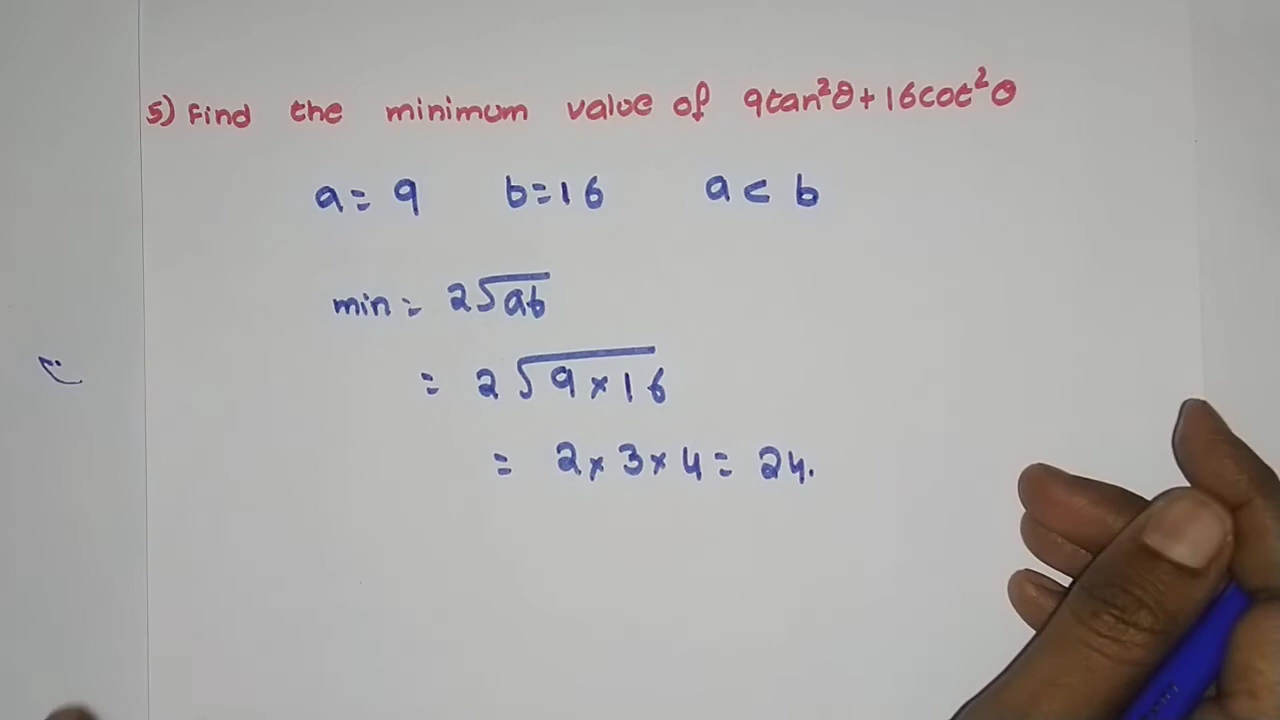 5) Find the minimum value of 9tan²θ+16cot²θ
a = 9 b=16 a < b
min = 2√ab
= 2√9×16
= 2×3×4 = 24.